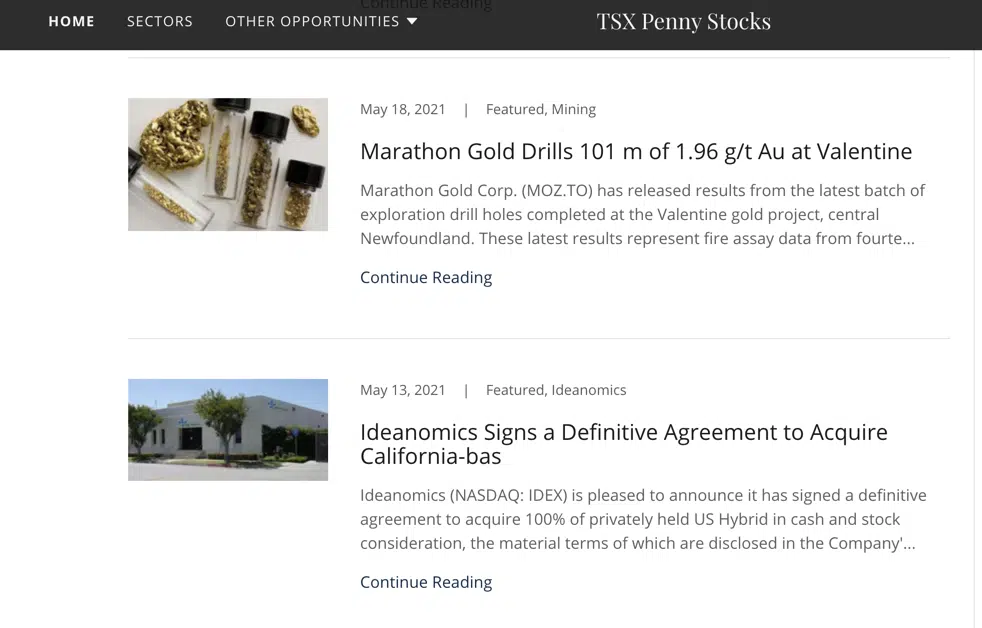 Continue Reading
HOME SECTORS OTHER OPPORTUNITIES TSX Penny Stocks
May 18, 2021 | Featured, Mining
Marathon Gold Drills 101 m of 1.96 g/t Au at Valentine
Marathon Gold Corp. (MOZ.TO) has released results from the latest batch of
exploration drill holes completed at the Valentine gold project, central
Newfoundland. These latest results represent fire assay data from fourte...
Continue Reading
May 13, 2021 | Featured, Ideanomics
Ideanomics Signs a Definitive Agreement to Acquire
California-bas
Ideanomics (NASDAQ: IDEX) is pleased to announce it has signed a definitive
agreement to acquire 100% of privately held US Hybrid in cash and stock
consideration, the material terms of which are disclosed in the Company'...
Continue Reading